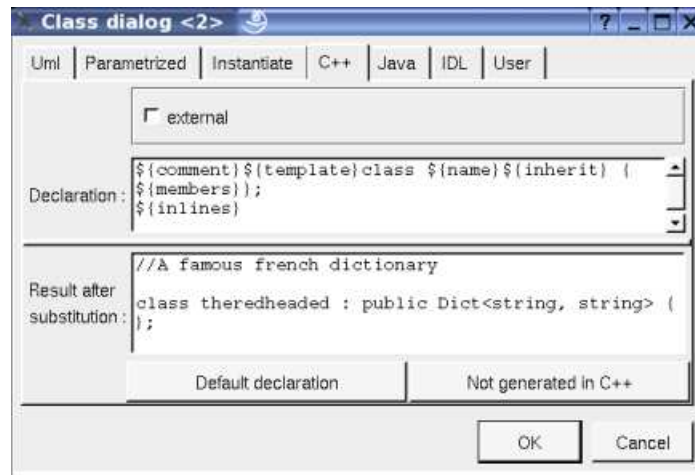 Class dialog <2>
Uml Parametrized Instantiate C++ Java IDL User
external
Declaration :
${comment}${template}class ${name}${inherit} {
${members}};
${inlines}
Result after
substitution :
//A famous french dictionary
class theredheaded : public Dict<string, string> {
};
Default declaration Not generated in C++
OK Cancel